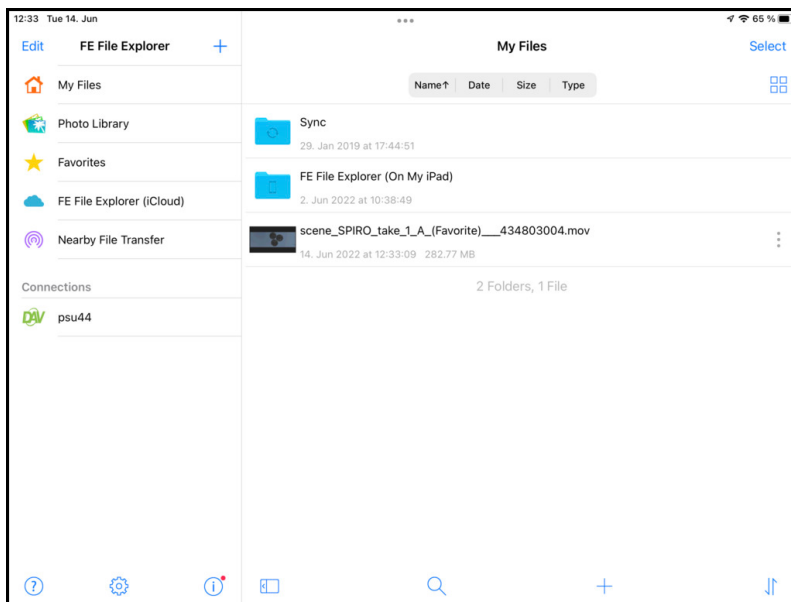 12:33 Tue 14. Jun
65 %
Edit FE File Explorer +
My Files
Photo Library
Favorites
FE File Explorer (iCloud)
Nearby File Transfer
Connections
DAV psu44
My Files Select
Name↑ Date Size Type
Sync
29. Jan 2019 at 17:44:51
FE File Explorer (On My iPad)
2. Jun 2022 at 10:38:49
scene_SPIRO_take_1_A_(Favorite)___434803004.mov
14. Jun 2022 at 12:33:09 282.77 MB
2 Folders, 1 File